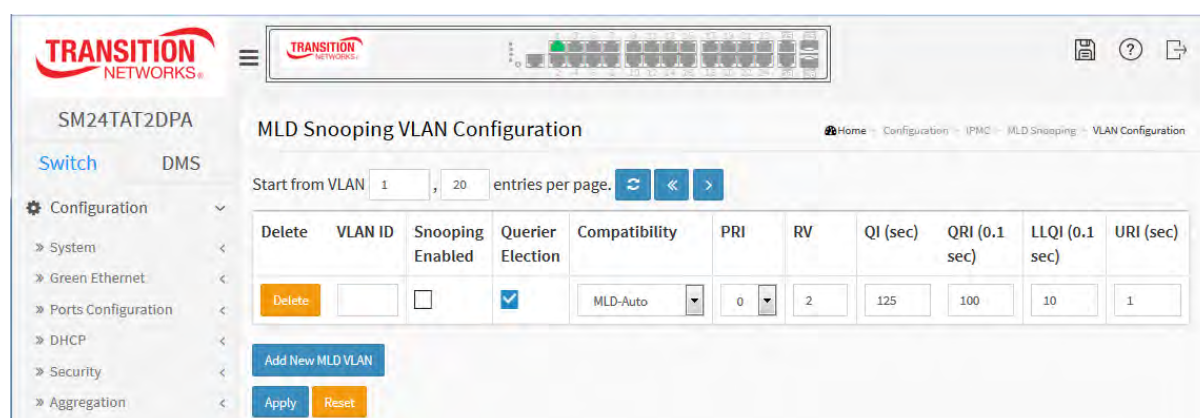 TRANSITION
NETWORKS®
TRANSITION
NETWORKS
SM24TAT2DPA
Switch DMS
Configuration
» System
» Green Ethernet
» Ports Configuration
» DHCP
» Security
» Aggregation
MLD Snooping VLAN Configuration
Home - Configuration - IPMC - MLD Snooping - VLAN Configuration
Start from VLAN 1 , 20 entries per page.
Delete VLAN ID Snooping Enabled Querier Election Compatibility PRI RV QI (sec) QRI (0.1 sec) LLQI (0.1 sec) URI (sec)
Delete MLD-Auto 0 2 125 100 10 1
Add New MLD VLAN
Apply Reset